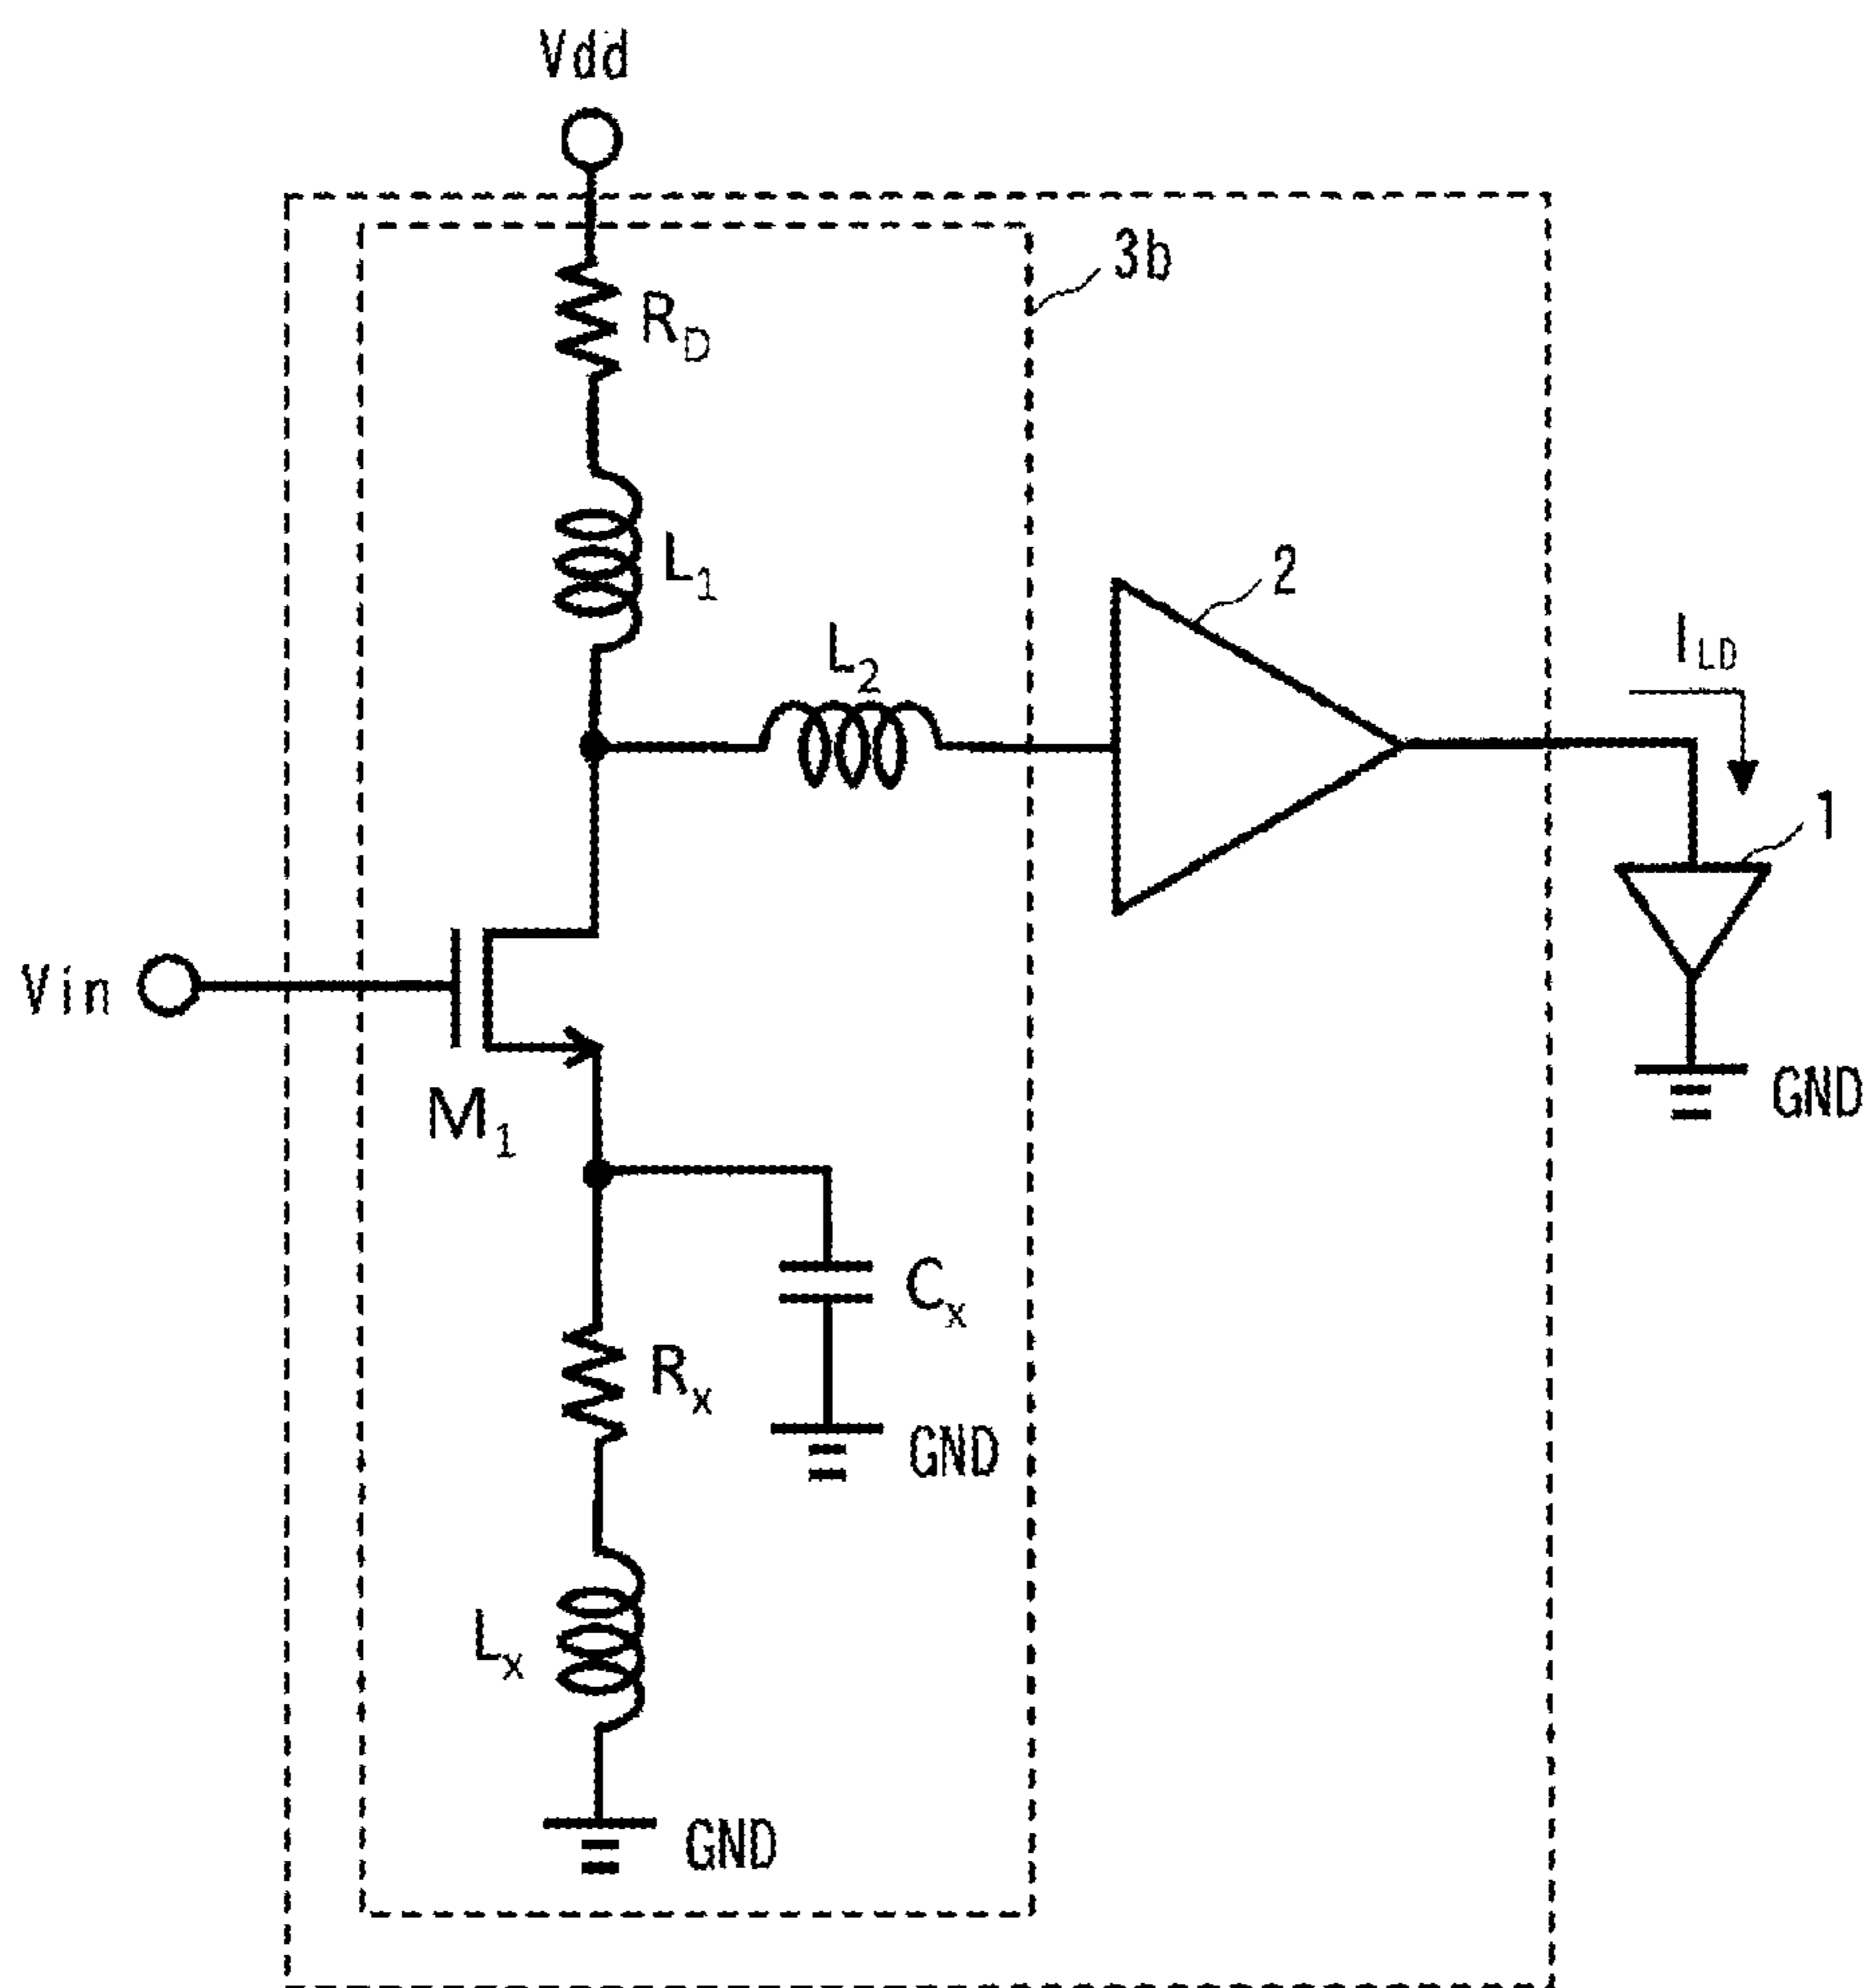 Vdd
3b
R_D
L_1
2
L_2
I_LD
1
Vin
M_1
GND
C_x
R_x
GND
L_x
GND